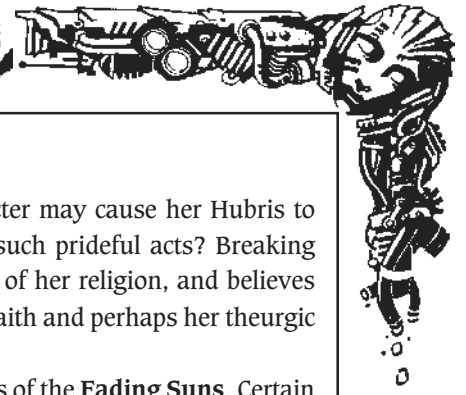 cter may cause her Hubris to
such prideful acts? Breaking
of her religion, and believes
aith and perhaps her theurgic
s of the Fading Suns. Certain